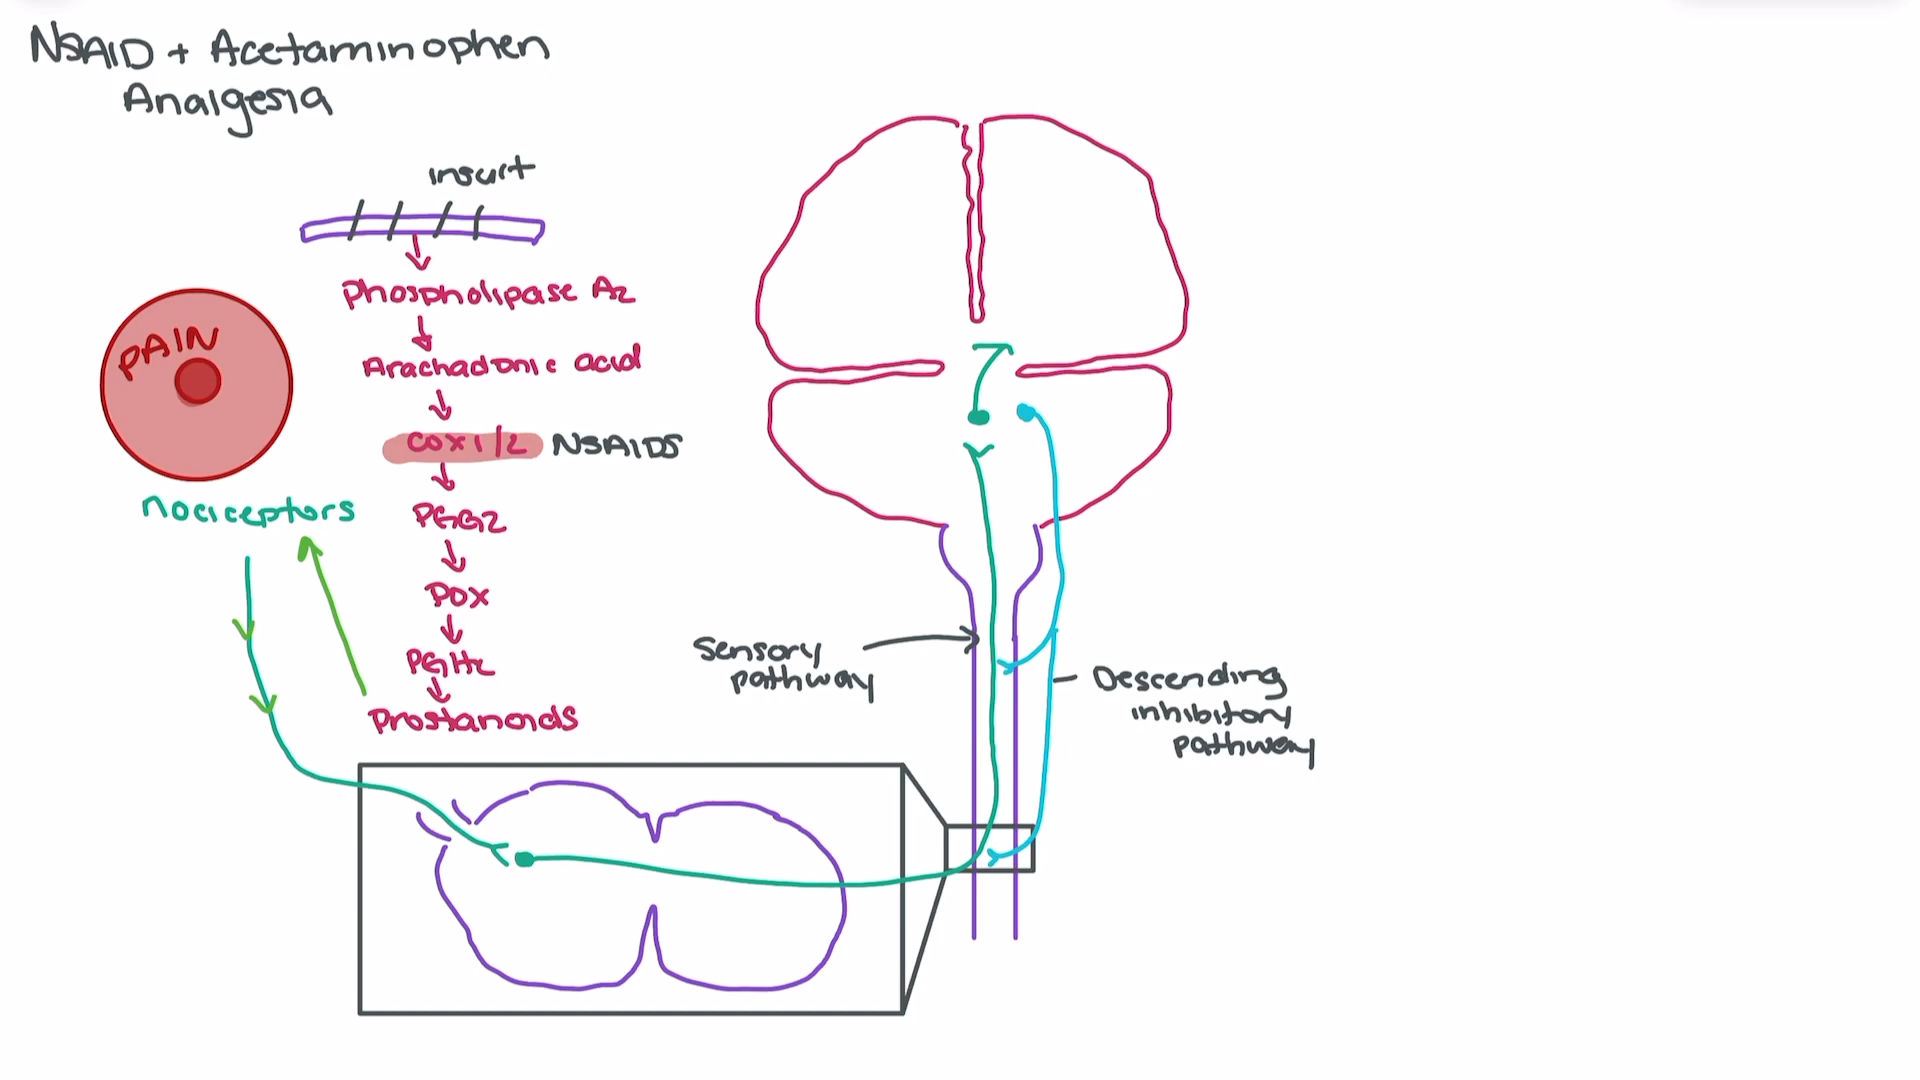 NSAID + Acetaminophen
Analgesia
insult
Phospholipase A2
PAIN
Arachadonic acid
COX1/2 NSAIDS
nociceptors
PGG2
POX
PGH2
Prostanoids
Sensory
pathway
Descending
inhibitory
pathway